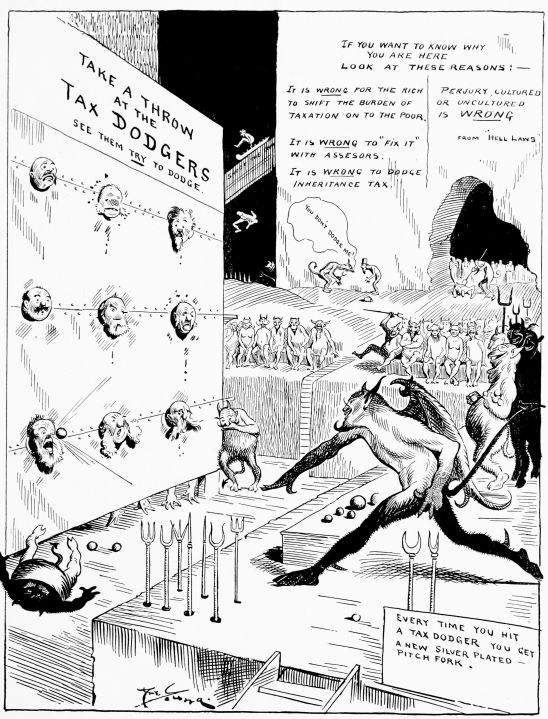 TAKE A THROW
AT THE
TAX DODGERS
SEE THEM TRY TO DODGE.
IF YOU WANT TO KNOW WHY
YOU ARE HERE
LOOK AT THESE REASONS:—
IT IS WRONG FOR THE RICH
TO SHIFT THE BURDEN OF
TAXATION ON TO THE POOR.
IT IS WRONG TO "FIX IT"
WITH ASSESORS.
IT IS WRONG TO DODGE
INHERITANCE TAX.
PERJURY, CULTURED
OR UNCULTURED
IS WRONG
FROM "HELL LAWS"
YOU DON'T DODGE ME!
EVERY TIME YOU HIT
A TAX DODGER YOU GET
A NEW SILVER PLATED —
PITCH FORK.